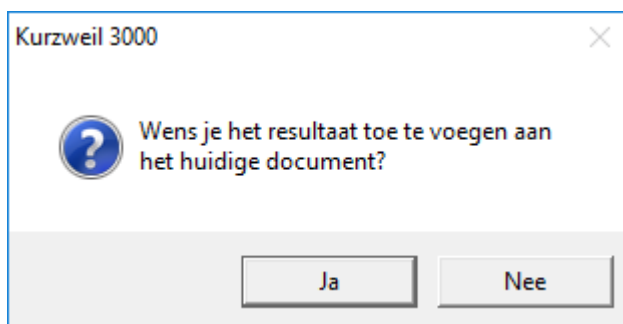 Kurzweil 3000
Wens je het resultaat toe te voegen aan
het huidige document?
Ja
Nee